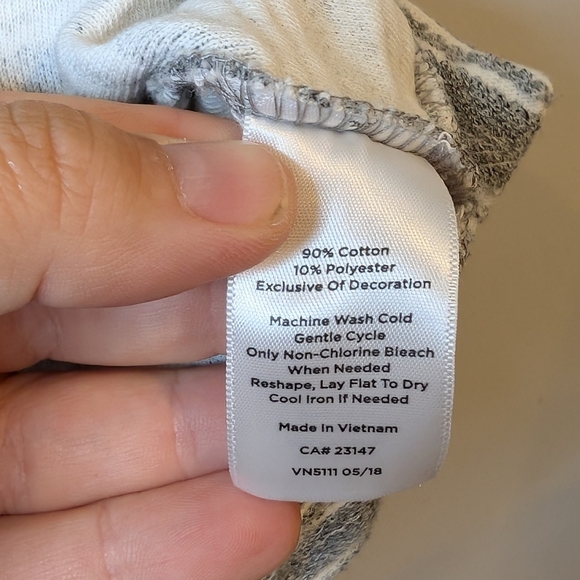 90% Cotton
10% Polyester
Exclusive Of Decoration
Machine Wash Cold
Gentle Cycle
Only Non-Chlorine Bleach
When Needed
Reshape, Lay Flat To Dry
Cool Iron If Needed
Made In Vietnam
CA# 23147
VN5111 05/18